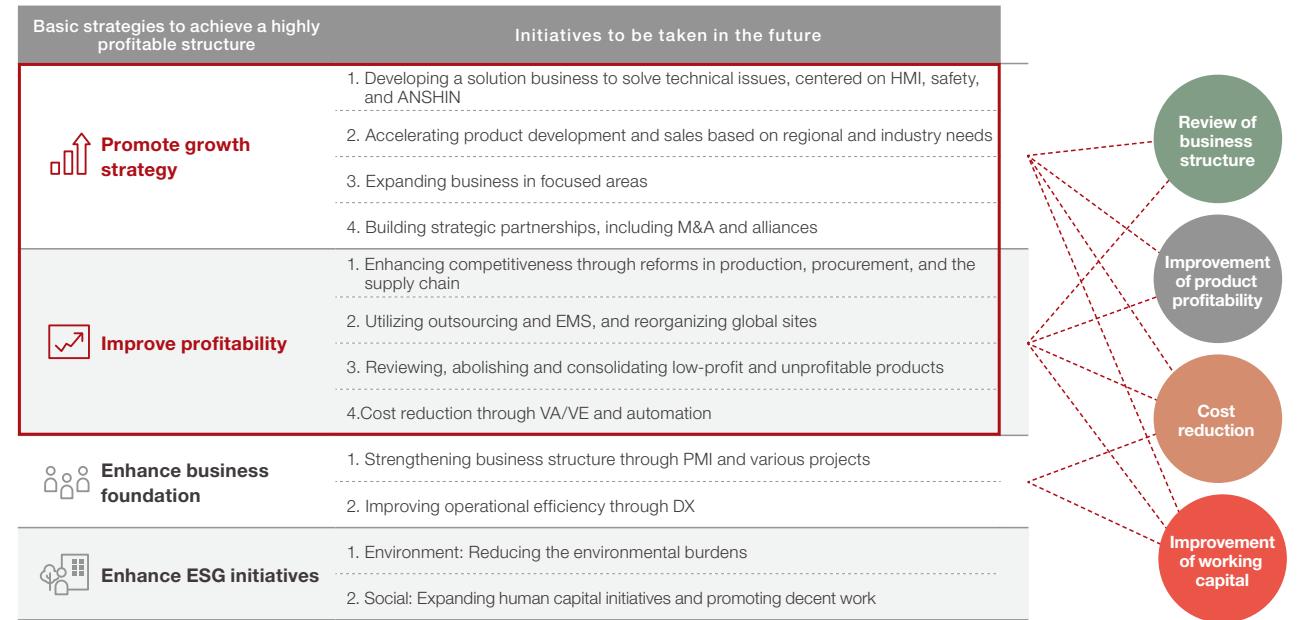 Basic strategies to achieve a highly
profitable structure
Initiatives to be taken in the future
Promote growth
strategy
1. Developing a solution business to solve technical issues, centered on HMI, safety,
and ANSHIN
2. Accelerating product development and sales based on regional and industry needs
3. Expanding business in focused areas
4. Building strategic partnerships, including M&A and alliances
Improve profitability
1. Enhancing competitiveness through reforms in production, procurement, and the
supply chain
2. Utilizing outsourcing and EMS, and reorganizing global sites
3. Reviewing, abolishing and consolidating low-profit and unprofitable products
4.Cost reduction through VA/VE and automation
Enhance business
foundation
1. Strengthening business structure through PMI and various projects
2. Improving operational efficiency through DX
Enhance ESG initiatives
1. Environment: Reducing the environmental burdens
2. Social: Expanding human capital initiatives and promoting decent work
Review of
business
structure
Improvement
of product
profitability
Cost
reduction
Improvement
of working
capital